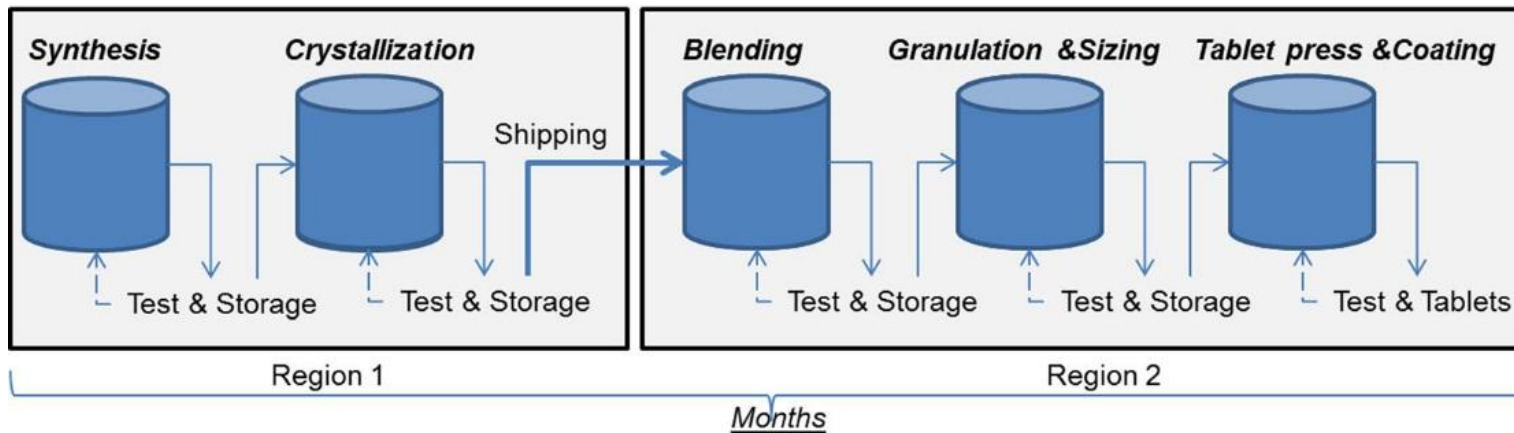 Synthesis
Crystallization
Blending
Granulation &Sizing
Tablet press &Coating
Shipping
Test & Storage
Test & Storage
Test & Storage
Test & Storage
Test & Tablets
Region 1
Region 2
Months